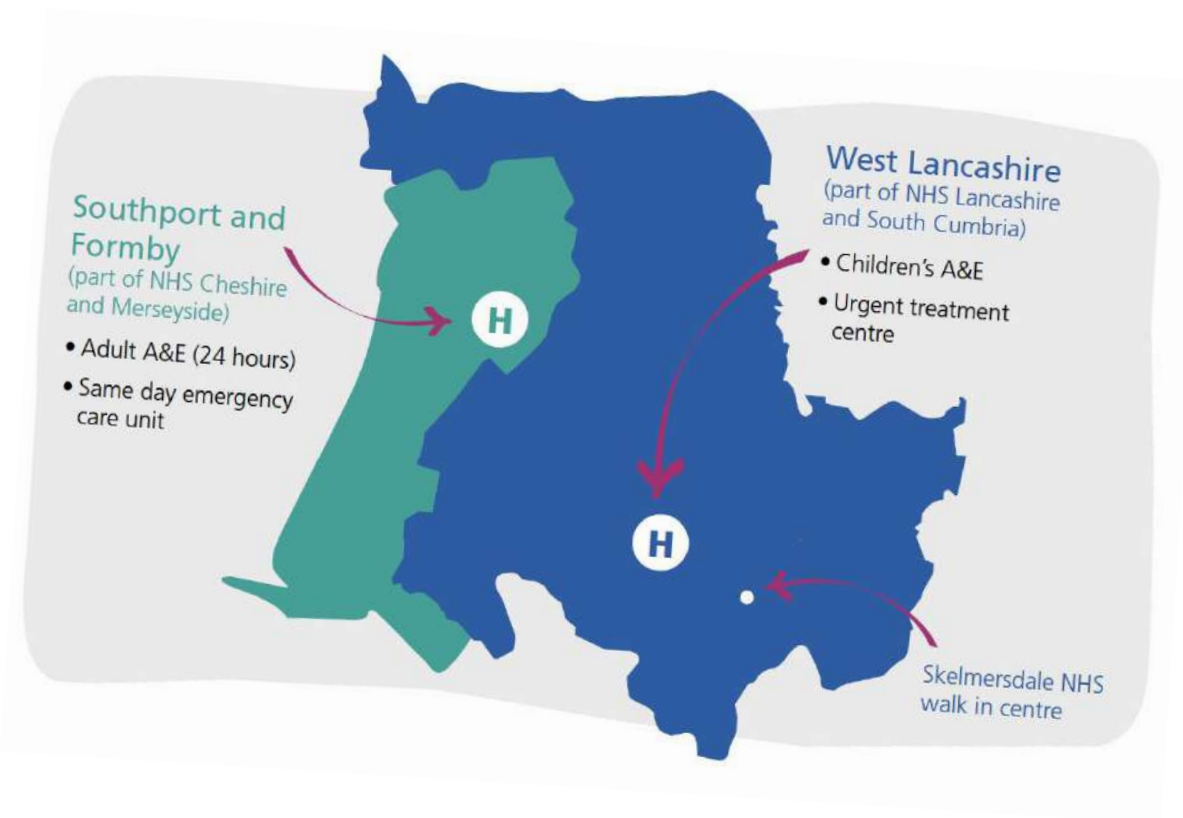 Southport and
Formby
(part of NHS Cheshire
and Merseyside)
• Adult A&E (24 hours)
• Same day emergency
care unit
H
West Lancashire
(part of NHS Lancashire
and South Cumbria)
• Children's A&E
• Urgent treatment
centre
H
Skelmersdale NHS
walk in centre